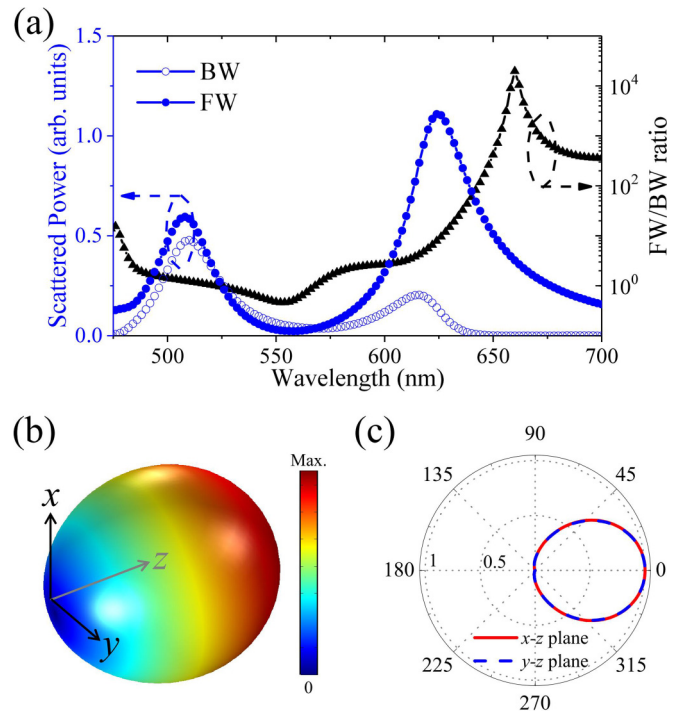 (a)
1.5
1.0
0.5
0.0
Scattered Power (arb. units)
BW
FW
10^4
10^2
10^0
FW/BW ratio
500
550
600
650
700
Wavelength (nm)
(b)
x
z
y
Max.
0
(c)
90
135
45
180
1
0.5
0
x-z plane
y-z plane
225
315
270